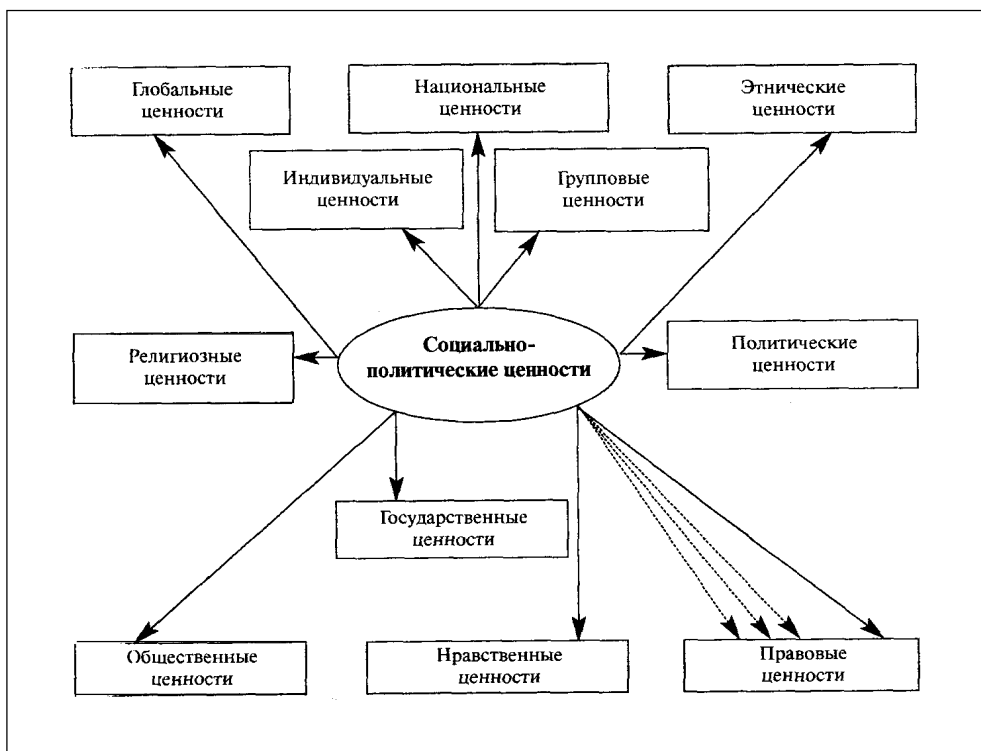 Глобальные
ценности
Национальные
ценности
Этнические
ценности
Индивидуальные
ценности
Групповые
ценности
Социально-
политические ценности
Религиозные
ценности
Политические
ценности
Государственные
ценности
Общественные
ценности
Нравственные
ценности
Правовые
ценности